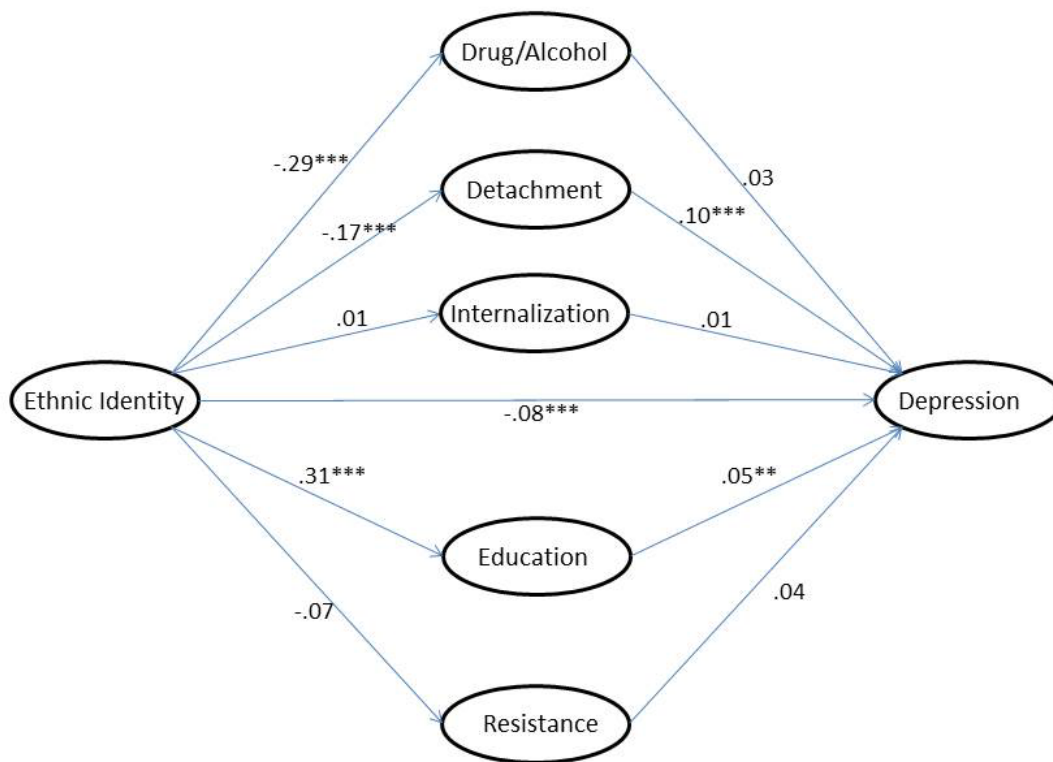 Drug/Alcohol
-.29***
.03
Detachment
-.17***
.10***
Internalization
.01
.01
Ethnic Identity
-.08***
Depression
.31***
.05**
Education
-.07
.04
Resistance